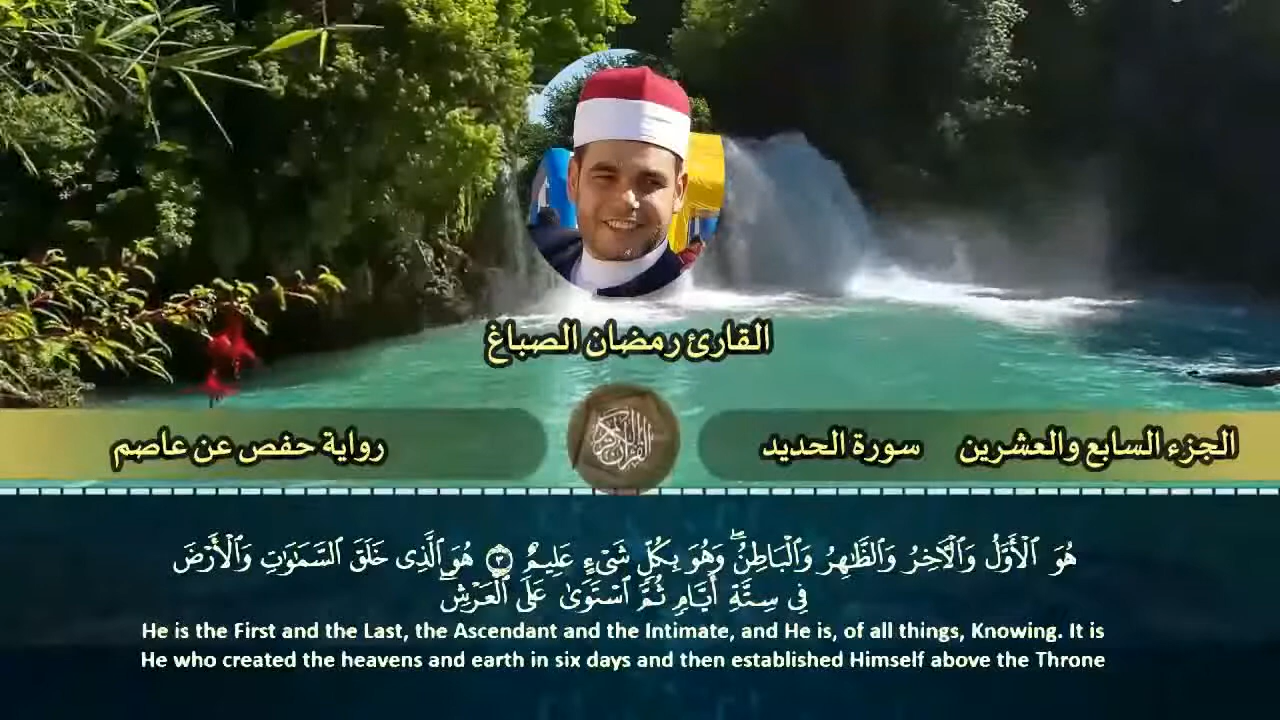 القارئ رمضان الصباغ
الجزء السابع والعشرين سورة الحديد
القرآن الكريم
رواية حفص عن عاصم
هُوَ ٱلْأَوَّلُ وَٱلْـَٔاخِرُ وَٱلظَّـٰهِرُ وَٱلْبَاطِنُ ۖ وَهُوَ بِكُلِّ شَىْءٍ عَلِيمٌ ٣ هُوَ ٱلَّذِى خَلَقَ ٱلسَّمَـٰوَٰتِ وَٱلْأَرْضَ
فِى سِتَّةِ أَيَّامٍ ثُمَّ ٱسْتَوَىٰ عَلَى ٱلْعَرْشِ ۚ
He is the First and the Last, the Ascendant and the Intimate, and He is, of all things, Knowing. It is
He who created the heavens and earth in six days and then established Himself above the Throne